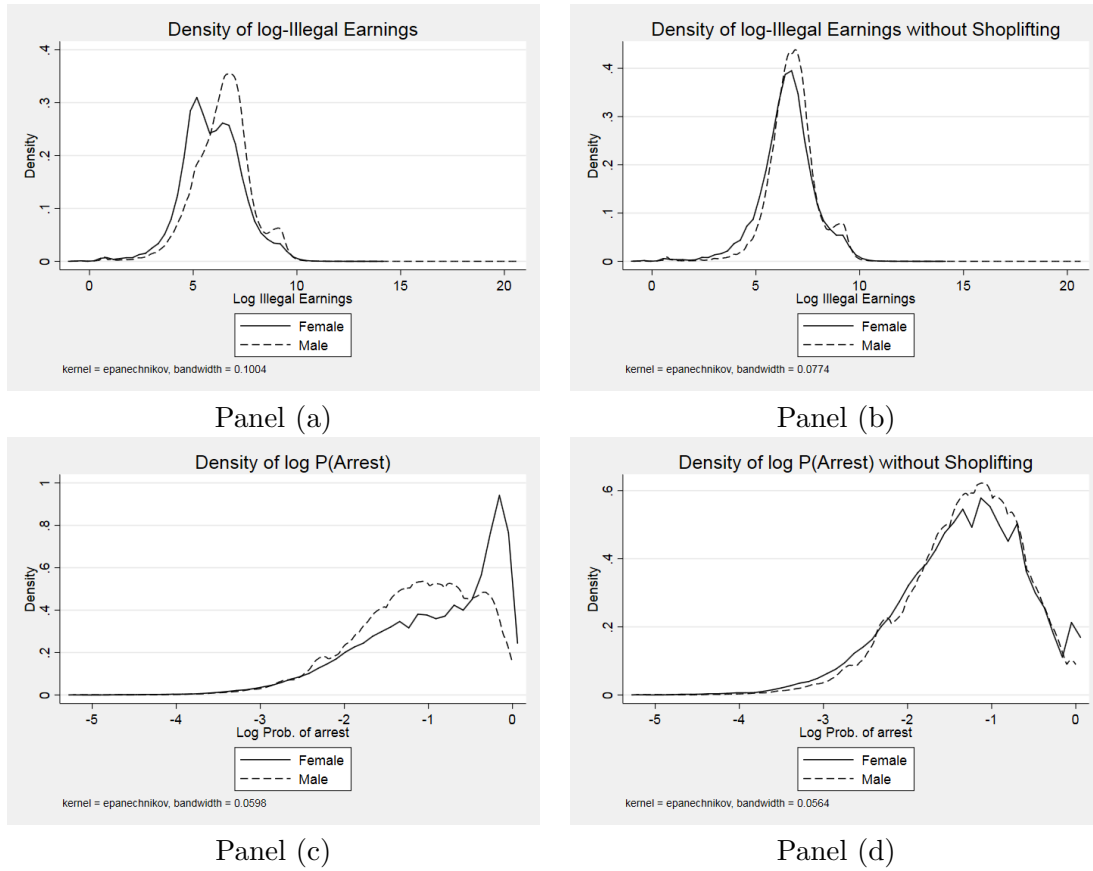 Density of log-Illegal Earnings
Density
0 .1 .2 .3 .4
0 5 10 15 20
Log Illegal Earnings
Female
Male
kernel = epanechnikov, bandwidth = 0.1004
Panel (a)
Density of log-Illegal Earnings without Shoplifting
Density
0 .1 .2 .3 .4
0 5 10 15 20
Log Illegal Earnings
Female
Male
kernel = epanechnikov, bandwidth = 0.0774
Panel (b)
Density of log P(Arrest)
Density
0 .2 .4 .6 .8 1
-5 -4 -3 -2 -1 0
Log Prob. of arrest
Female
Male
kernel = epanechnikov, bandwidth = 0.0598
Panel (c)
Density of log P(Arrest) without Shoplifting
Density
0 .2 .4 .6
-5 -4 -3 -2 -1 0
Log Prob. of arrest
Female
Male
kernel = epanechnikov, bandwidth = 0.0564
Panel (d)